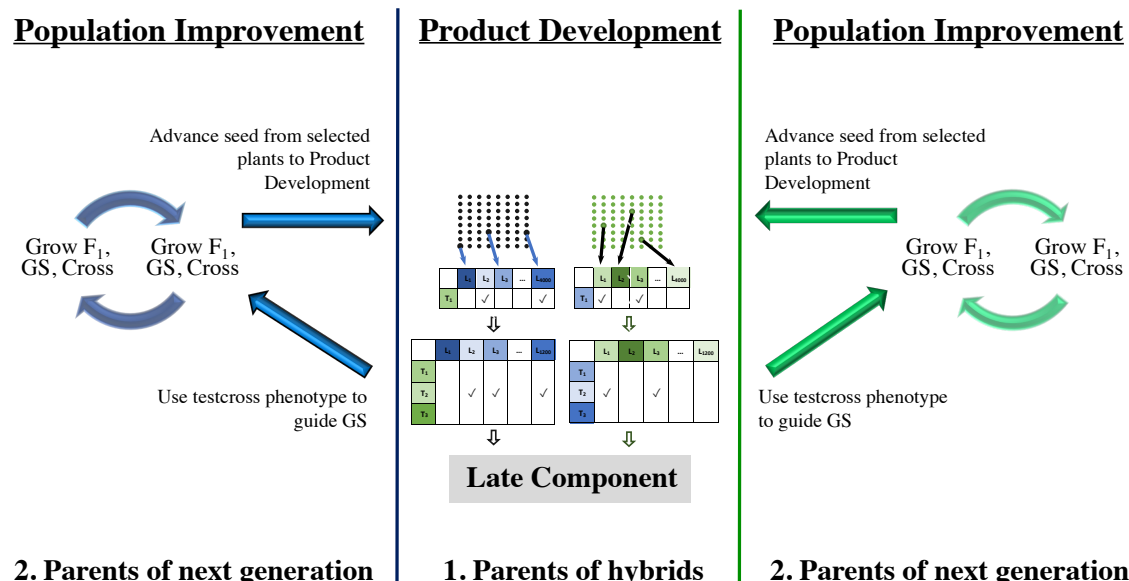 Population Improvement
Product Development
Population Improvement
Advance seed from selected
plants to Product
Development
Grow F₁,
GS, Cross
Grow F₁,
GS, Cross
Use testcross phenotype to
guide GS
L₁ L₂ L₃ ... L₆₀₀₀
T₁ ✓ ✓
L₁ L₂ L₃ ... L₆₀₀₀
T₁ ✓ ✓
L₁ L₂ L₃ ... L₁₂₀₀
T₁
T₂ ✓ ✓ ✓
T₃
L₁ L₂ L₃ ... L₁₂₀₀
T₁
T₂ ✓ ✓
T₃
Late Component
Advance seed from selected
plants to Product
Development
Grow F₁,
GS, Cross
Grow F₁,
GS, Cross
Use testcross phenotype
to guide GS
2. Parents of next generation
1. Parents of hybrids
2. Parents of next generation